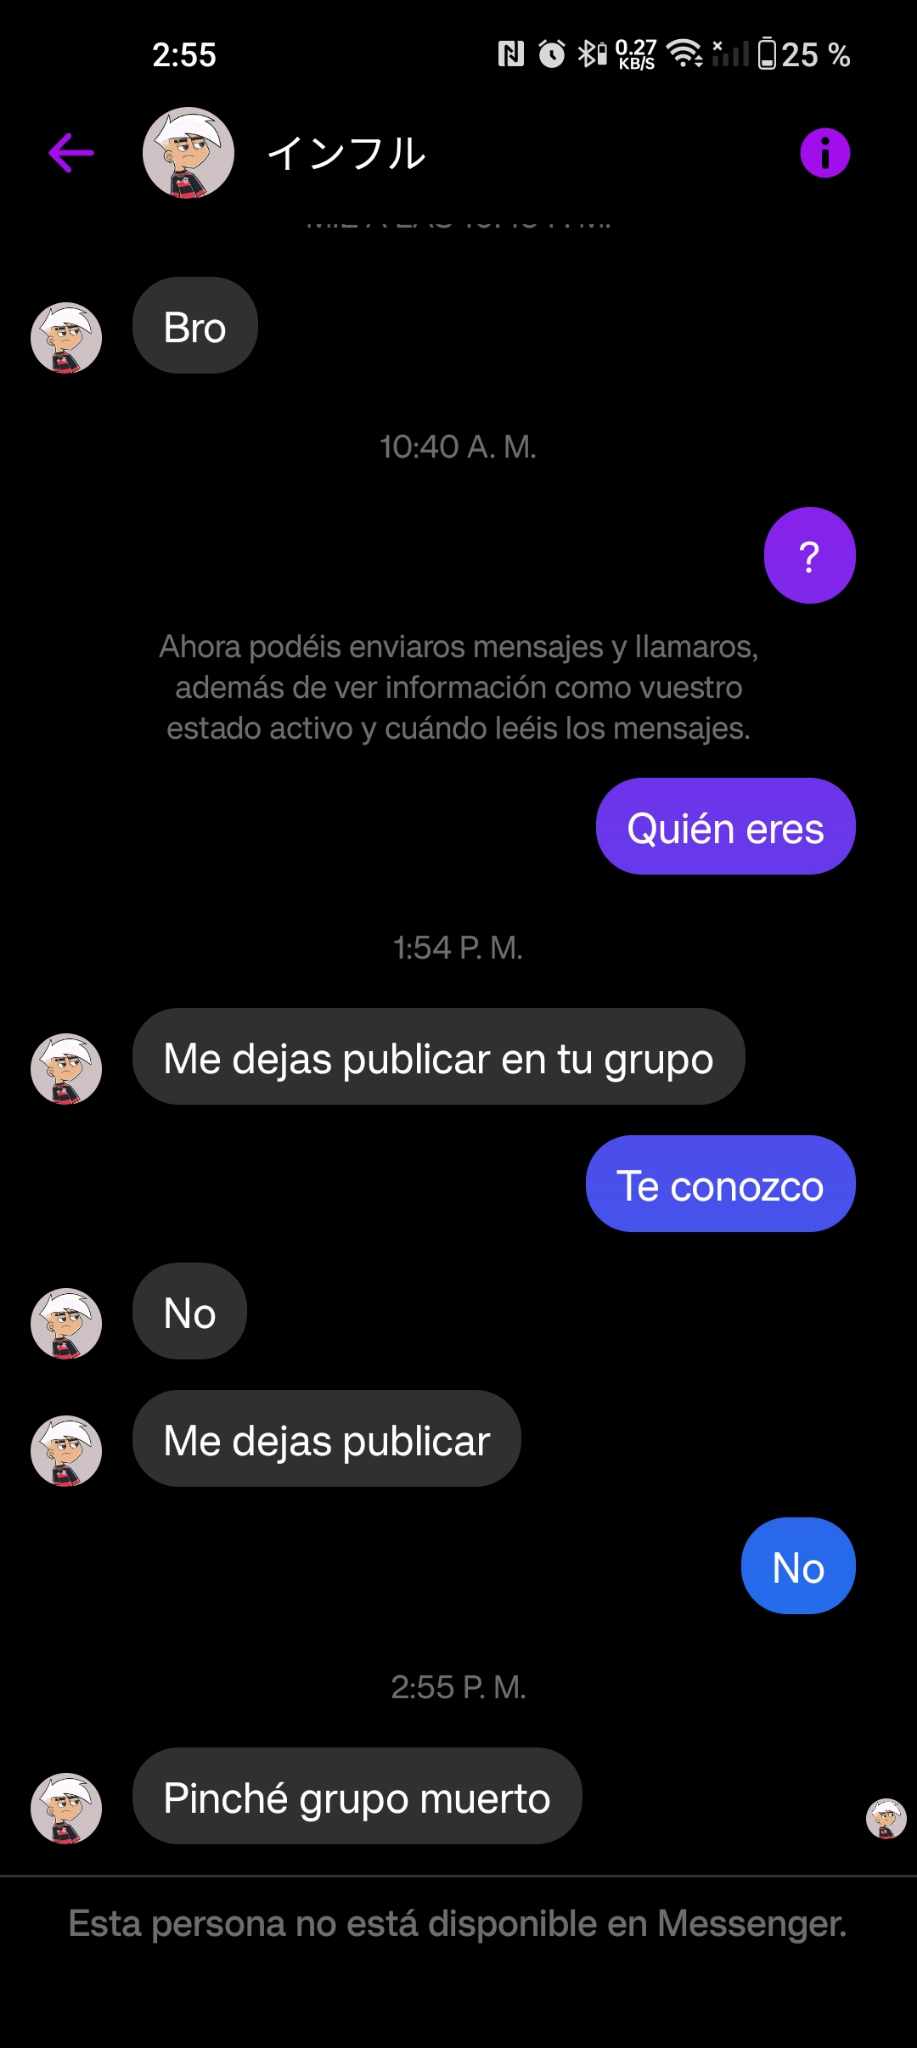 2:55
0.27
KB/S
25 %
インフル
Bro
10:40 A. M.
?
Ahora podéis enviaros mensajes y llamaros,
además de ver información como vuestro
estado activo y cuándo leéis los mensajes.
Quién eres
1:54 P. M.
Me dejas publicar en tu grupo
Te conozco
No
Me dejas publicar
No
2:55 P. M.
Pinché grupo muerto
Esta persona no está disponible en Messenger.